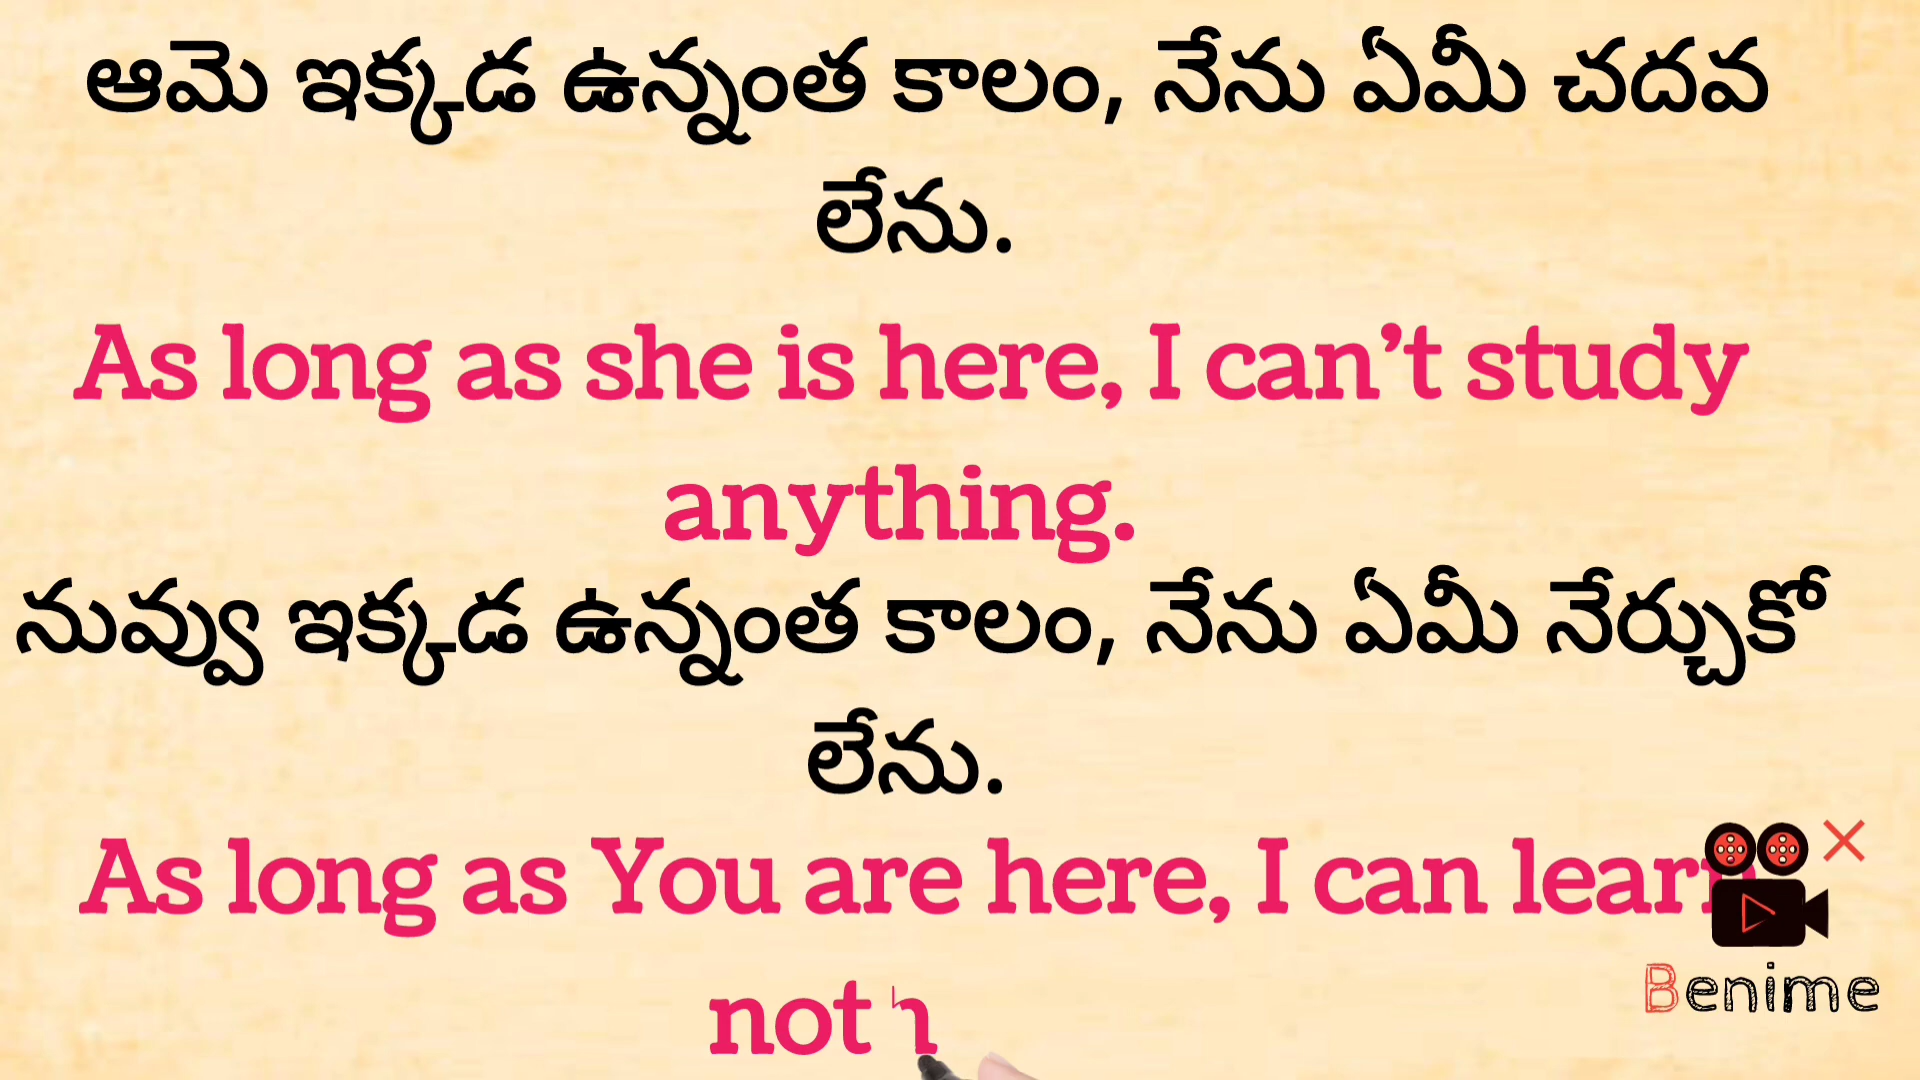 ఆమె ఇక్కడ ఉన్నంత కాలం, నేను ఏమీ చదవ
లేను.
As long as she is here, I can’t study
anything.
నువ్వు ఇక్కడ ఉన్నంత కాలం, నేను ఏమీ నేర్చుకో
లేను.
As long as You are here, I can learn
not
Benime